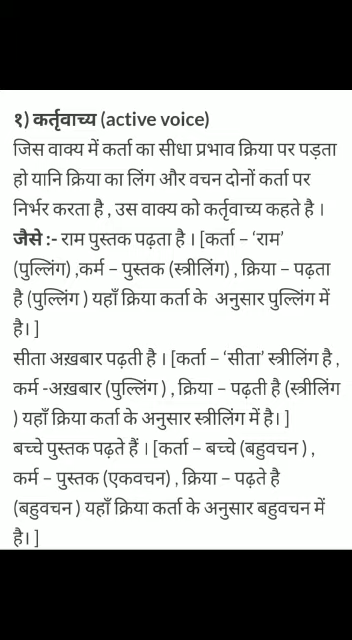 १) कर्तृवाच्य (active voice)
जिस वाक्य में कर्ता का सीधा प्रभाव क्रिया पर पड़ता
हो यानि क्रिया का लिंग और वचन दोनों कर्ता पर
निर्भर करता है , उस वाक्य को कर्तृवाच्य कहते है ।
जैसे :- राम पुस्तक पढ़ता है । [कर्ता – ‘राम’
(पुल्लिंग) ,कर्म – पुस्तक (स्त्रीलिंग) , क्रिया – पढ़ता
है (पुल्लिंग ) यहाँ क्रिया कर्ता के अनुसार पुल्लिंग में
है। ]
सीता अख़बार पढ़ती है । [कर्ता – ‘सीता’ स्त्रीलिंग है ,
कर्म -अख़बार (पुल्लिंग ) , क्रिया – पढ़ती है (स्त्रीलिंग
) यहाँ क्रिया कर्ता के अनुसार स्त्रीलिंग में है। ]
बच्चे पुस्तक पढ़ते हैं । [कर्ता – बच्चे (बहुवचन ) ,
कर्म – पुस्तक (एकवचन) , क्रिया – पढ़ते है
(बहुवचन ) यहाँ क्रिया कर्ता के अनुसार बहुवचन में
है। ]